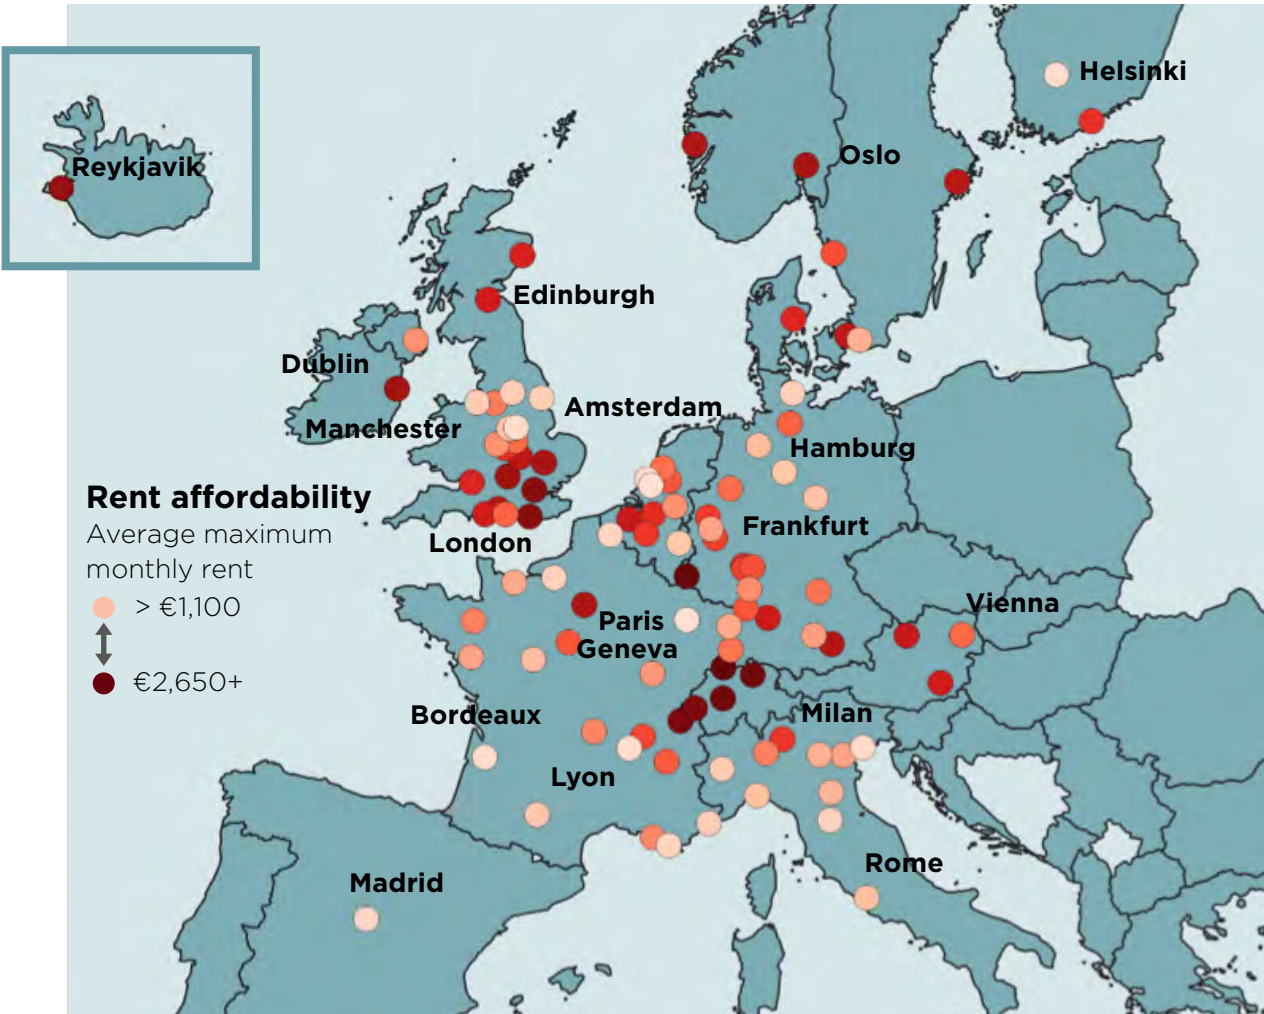 Helsinki
Oslo
Reykjavik
Edinburgh
Dublin
Amsterdam
Manchester
Hamburg
Rent affordability
Average maximum
monthly rent
> €1,100
€2,650+
Frankfurt
London
Vienna
Paris
Geneva
Milan
Bordeaux
Lyon
Rome
Madrid